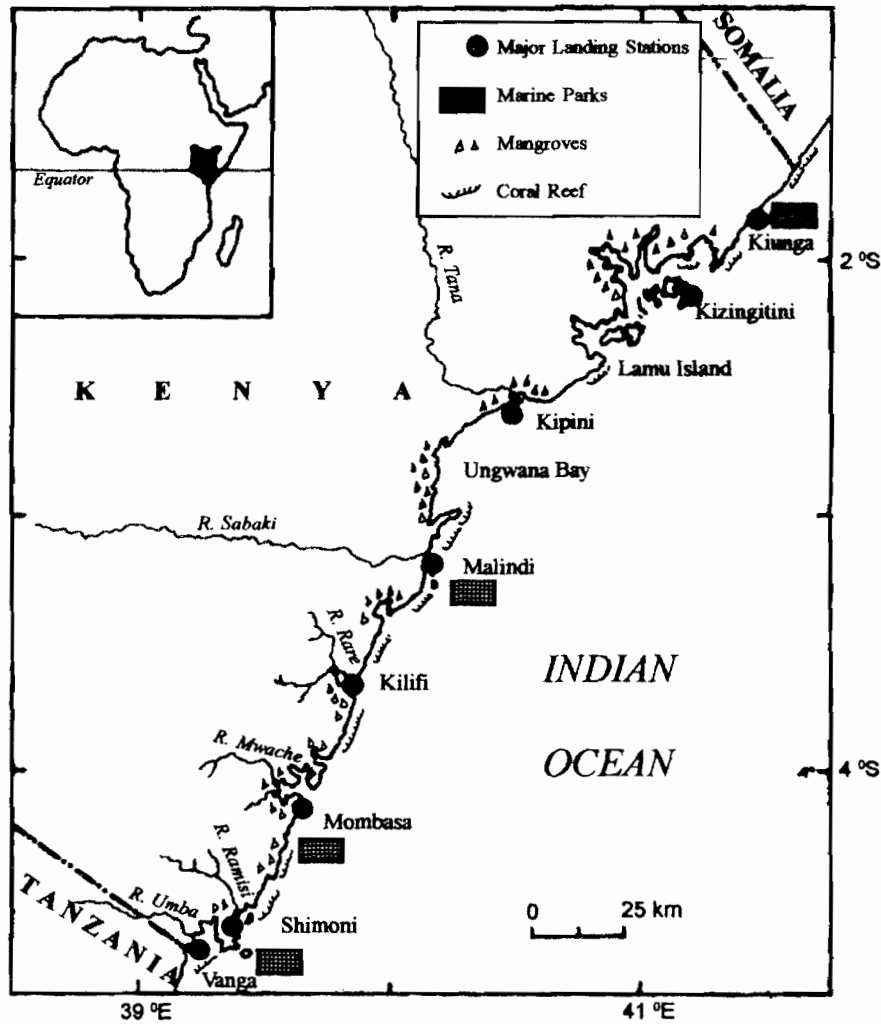 Equator
Major Landing Stations
Marine Parks
Mangroves
Coral Reef
SOMALIA
Kiunga
2 °S
R. Tana
Kizingitini
Lamu Island
K E N Y A
Kipini
Ungwana Bay
R. Sabaki
Malindi
R. Rare
Kilifi
INDIAN
OCEAN
R. Mwache
4 °S
Mombasa
R. Ramisi
R. Umba
Shimoni
0 25 km
TANZANIA
Vanga
39 °E
41 °E